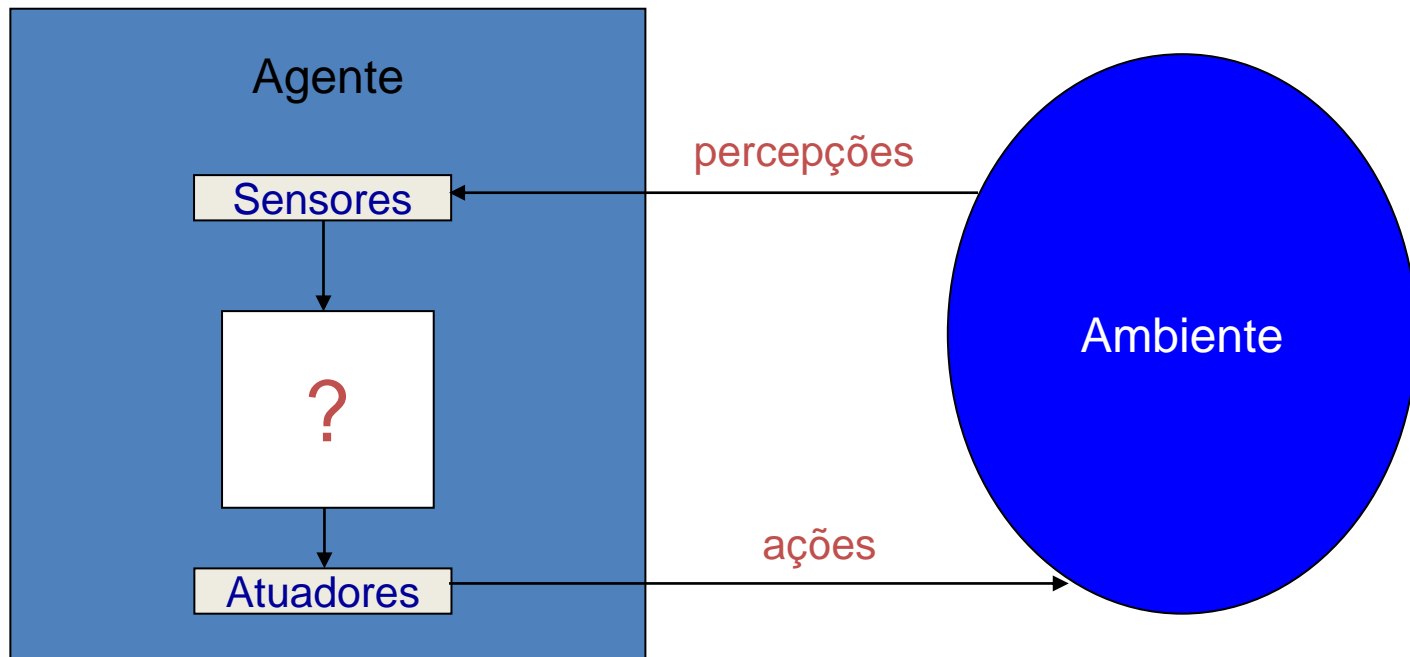 Agente
percepções
Sensores
?
Ambiente
ações
Atuadores